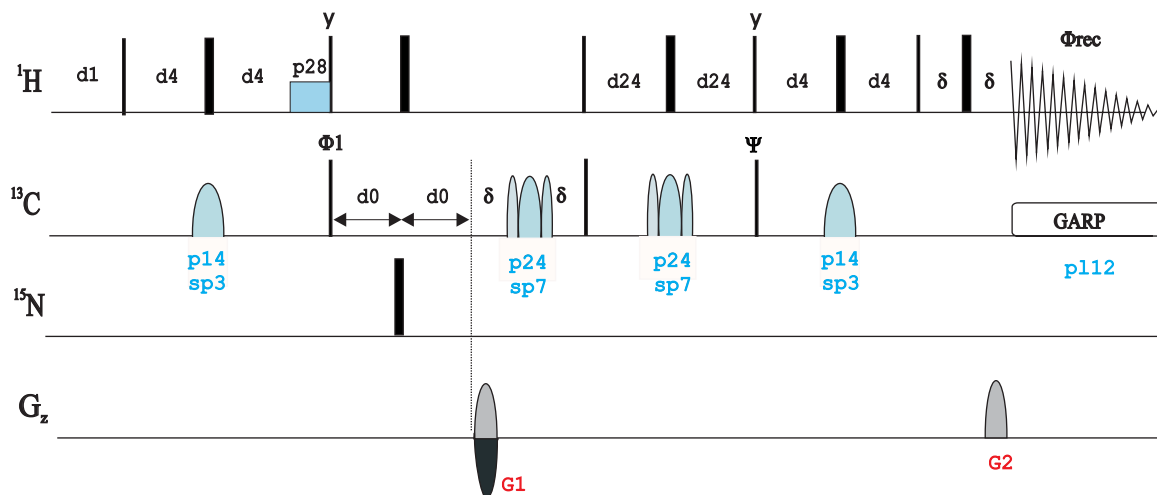 y y
Φrec
¹H d1 d4 d4 p28 d24 d24 d4 d4 δ δ
Φ1 Ψ
¹³C d0 d0 δ δ GARP
p14 p24 p24 p14 pl12
sp3 sp7 sp7 sp3
¹⁵N
G_z
G1 G2